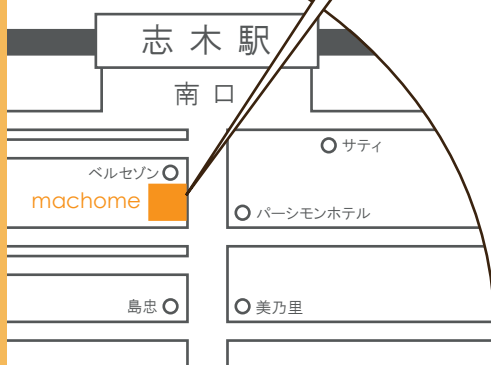 志木駅
南口
サティ
ベルセゾン
machome
パーシモンホテル
島忠
美乃里